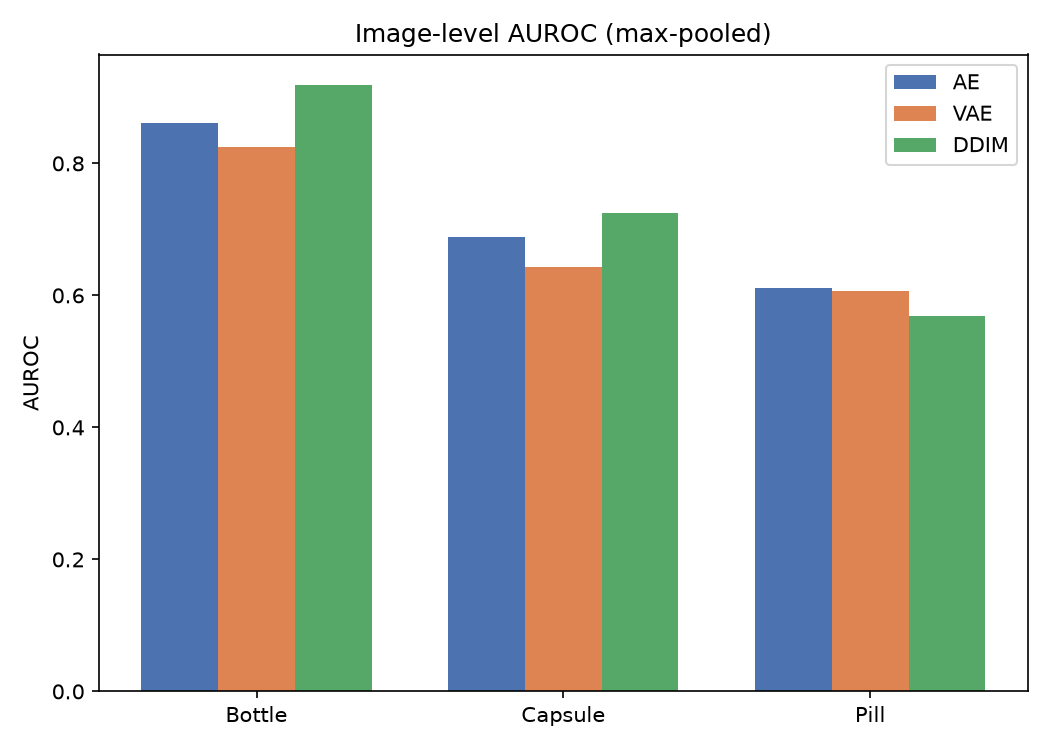 Image-level AUROC (max-pooled)
AE
VAE
DDIM
AUROC
0.8
0.6
0.4
0.2
0.0
Bottle
Capsule
Pill